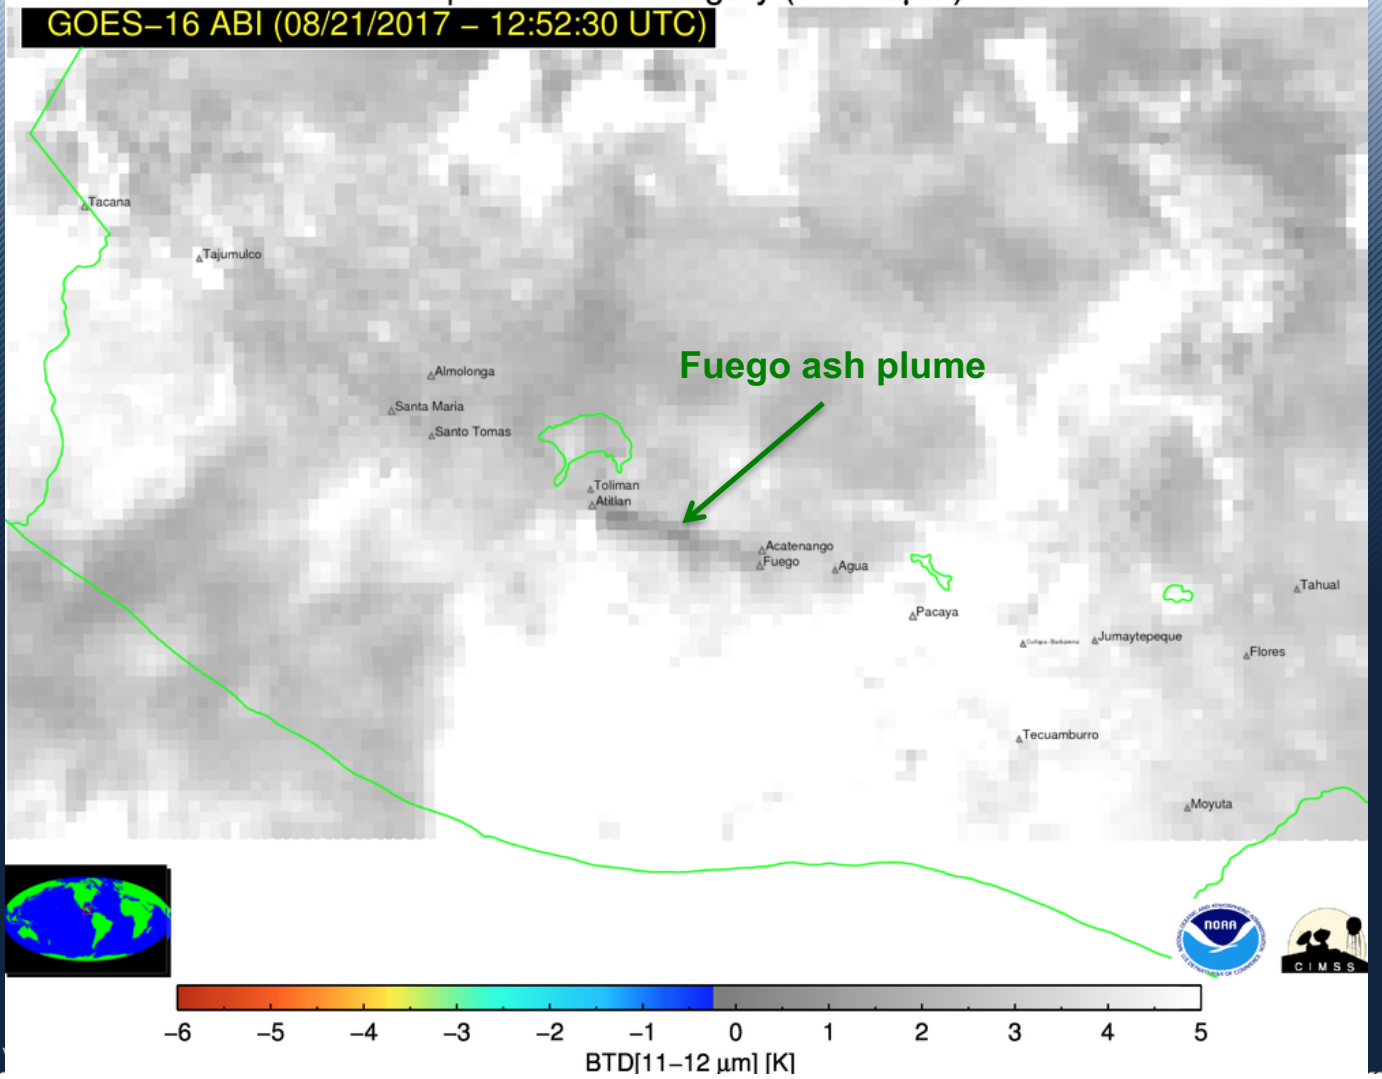 GOES−16 ABI (08/21/2017 − 12:52:30 UTC)
Tacana
Tajumulco
Fuego ash plume
Almolonga
Santa Maria
Santo Tomas
Toliman
Atitlan
Acatenango
Fuego
Agua
Tahual
Pacaya
Jumaytepeque
Flores
Tecuamburro
Moyuta
NOAA
CIMSS
−6 −5 −4 −3 −2 −1 0 1 2 3 4 5
BTD[11−12 µm] [K]